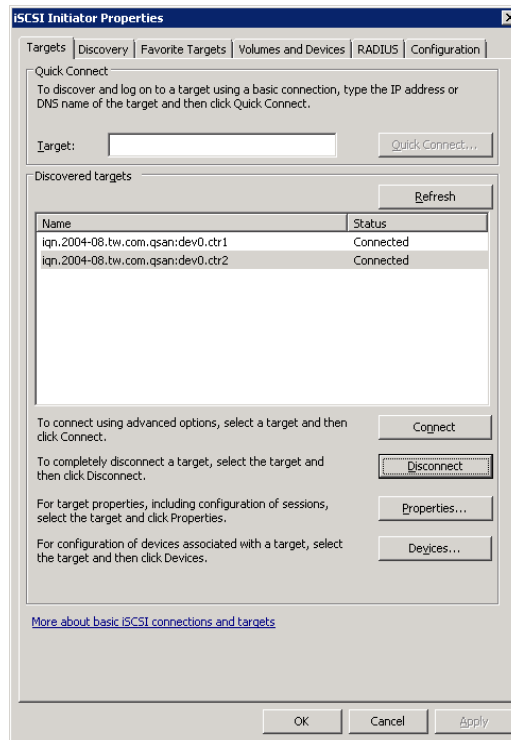 iSCSI Initiator Properties
Targets Discovery Favorite Targets Volumes and Devices RADIUS Configuration
Quick Connect
To discover and log on to a target using a basic connection, type the IP address or
DNS name of the target and then click Quick Connect.
Target: Quick Connect...
Discovered targets
Refresh
Name Status
iqn.2004-08.tw.com.qsan:dev0.ctr1 Connected
iqn.2004-08.tw.com.qsan:dev0.ctr2 Connected
To connect using advanced options, select a target and then
click Connect.
Connect
To completely disconnect a target, select the target and
then click Disconnect.
Disconnect
For target properties, including configuration of sessions,
select the target and click Properties.
Properties...
For configuration of devices associated with a target, select
the target and then click Devices.
Devices...
More about basic iSCSI connections and targets
OK Cancel Apply